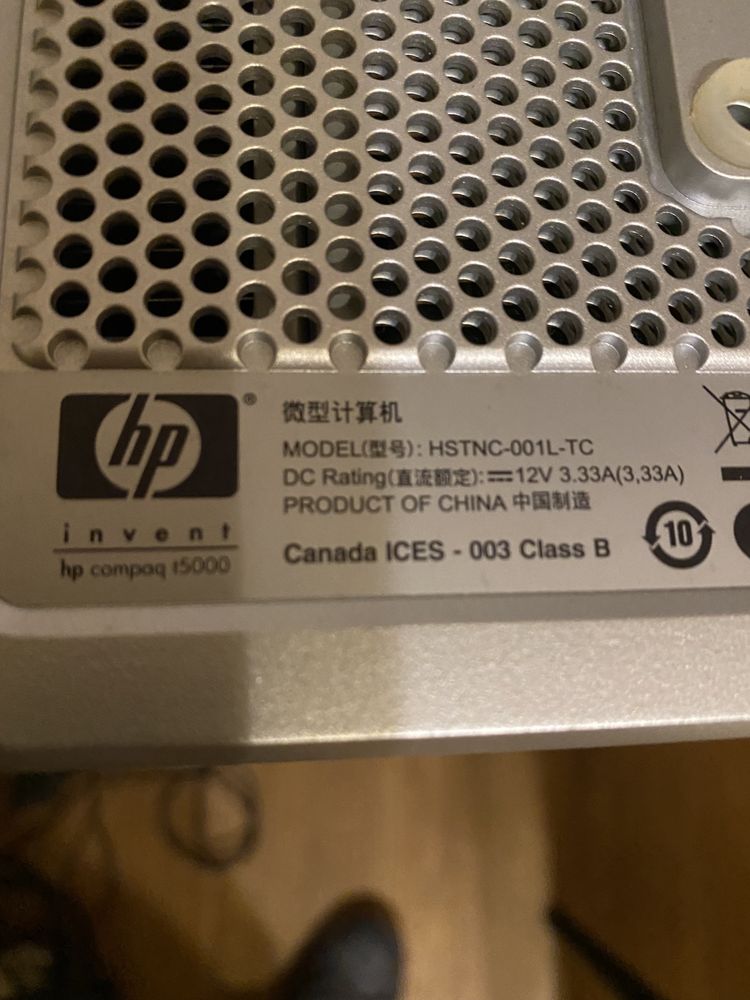 hp®
invent
hp compaq t5000
微型计算机
MODEL(型号): HSTNC-001L-TC
DC Rating(直流额定):⎓12V 3.33A(3,33A)
PRODUCT OF CHINA 中国制造
Canada ICES - 003 Class B
10